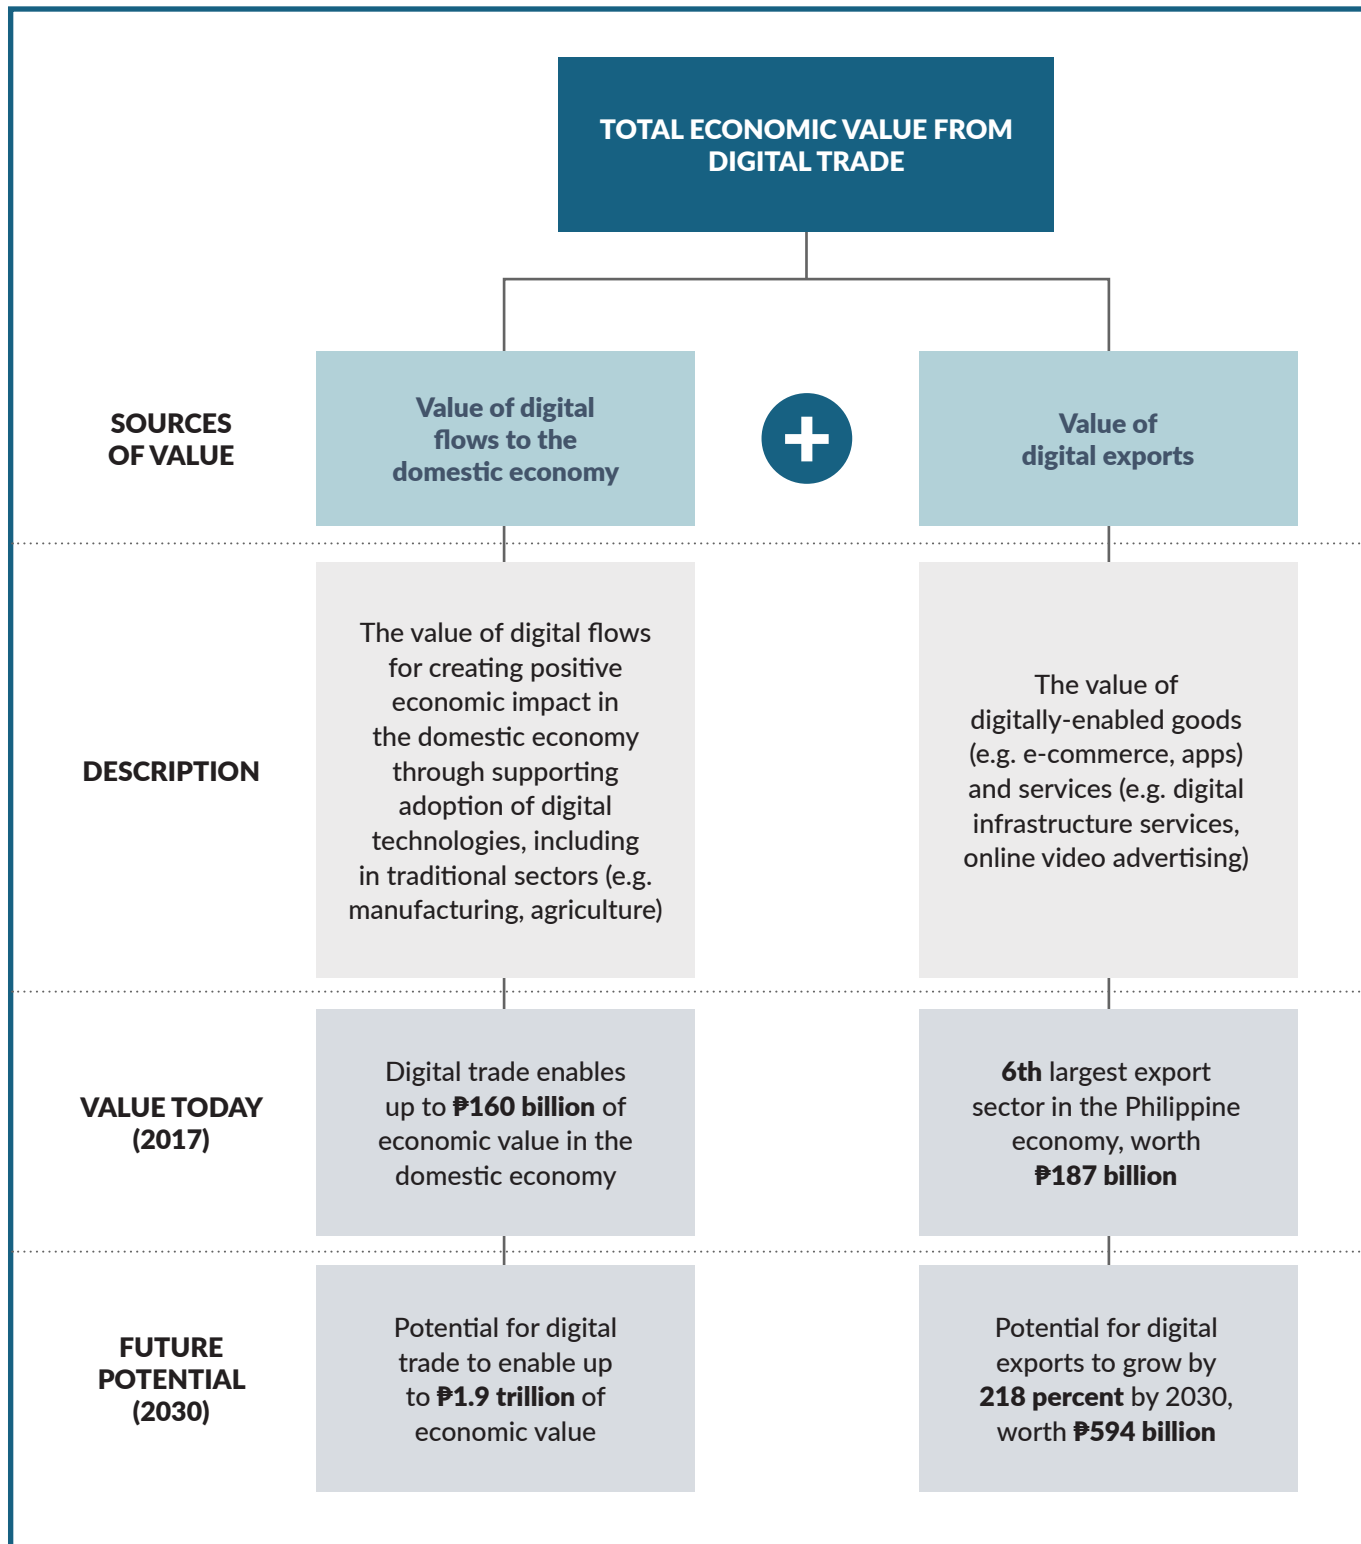 TOTAL ECONOMIC VALUE FROM
DIGITAL TRADE
SOURCES
OF VALUE
Value of digital
flows to the
domestic economy
+
Value of
digital exports
DESCRIPTION
The value of digital flows
for creating positive
economic impact in
the domestic economy
through supporting
adoption of digital
technologies, including
in traditional sectors (e.g.
manufacturing, agriculture)
The value of
digitally-enabled goods
(e.g. e-commerce, apps)
and services (e.g. digital
infrastructure services,
online video advertising)
VALUE TODAY
(2017)
Digital trade enables
up to ₱160 billion of
economic value in the
domestic economy
6th largest export
sector in the Philippine
economy, worth
₱187 billion
FUTURE
POTENTIAL
(2030)
Potential for digital
trade to enable up
to ₱1.9 trillion of
economic value
Potential for digital
exports to grow by
218 percent by 2030,
worth ₱594 billion